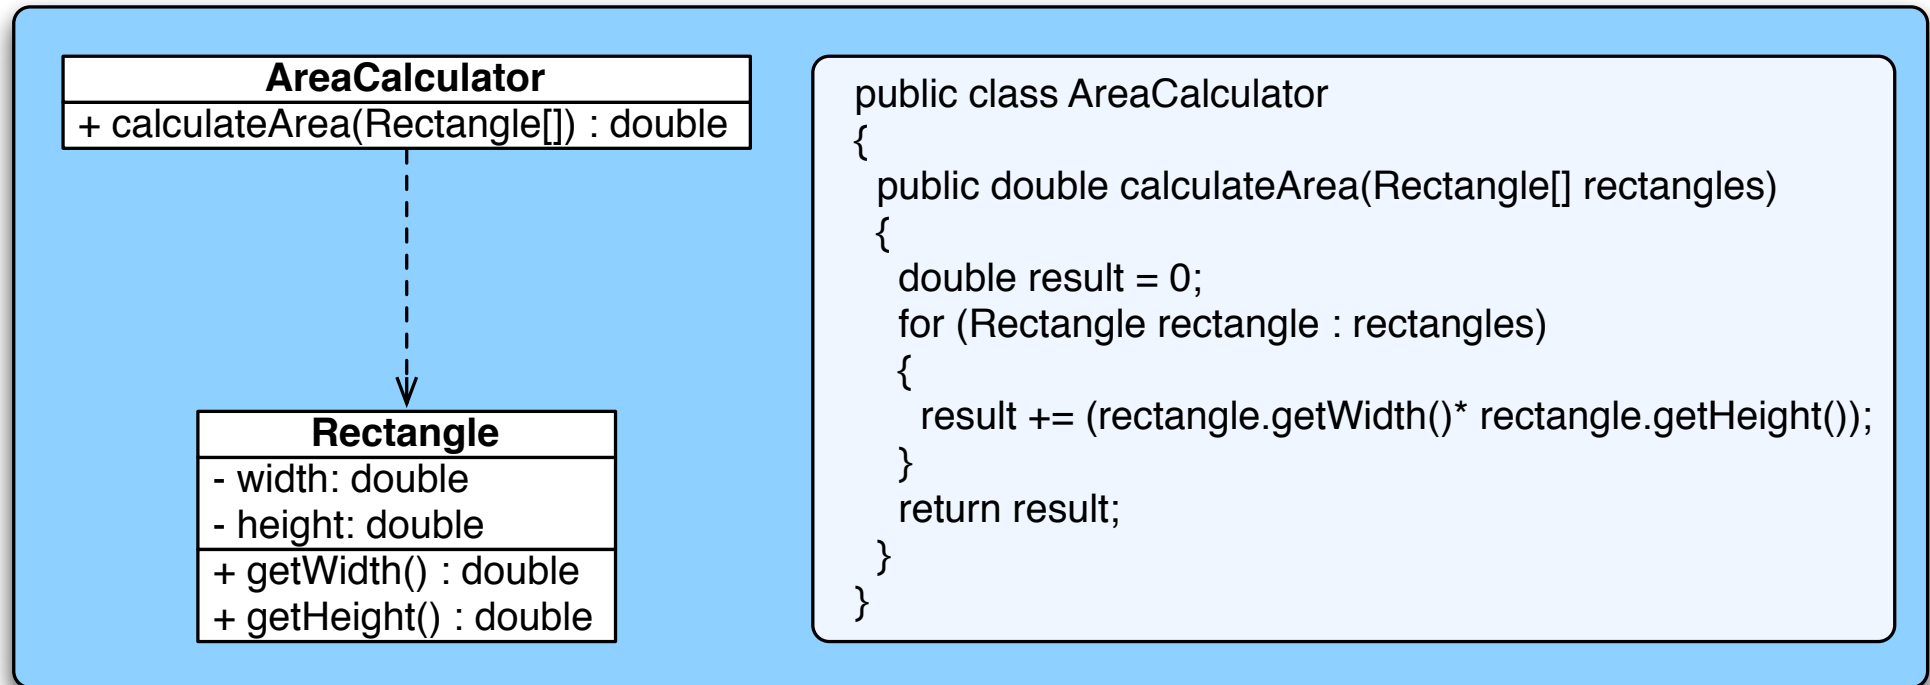 AreaCalculator
+ calculateArea(Rectangle[]) : double
Rectangle
- width: double
- height: double
+ getWidth() : double
+ getHeight() : double
public class AreaCalculator
{
public double calculateArea(Rectangle[] rectangles)
{
double result = 0;
for (Rectangle rectangle : rectangles)
{
result += (rectangle.getWidth()* rectangle.getHeight());
}
return result;
}
}